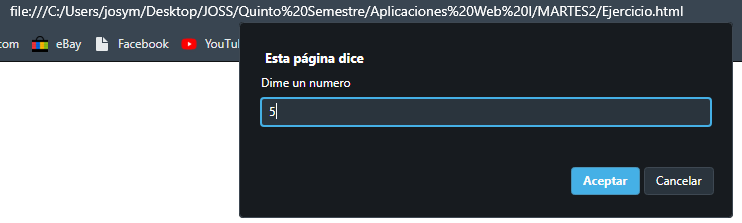 file:///C:/Users/josym/Desktop/JOSS/Quinto%20Semestre/Aplicaciones%20Web%20I/MARTES2/Ejercicio.html
com eBay Facebook YouTu
Esta página dice
Dime un numero
5
Aceptar Cancelar